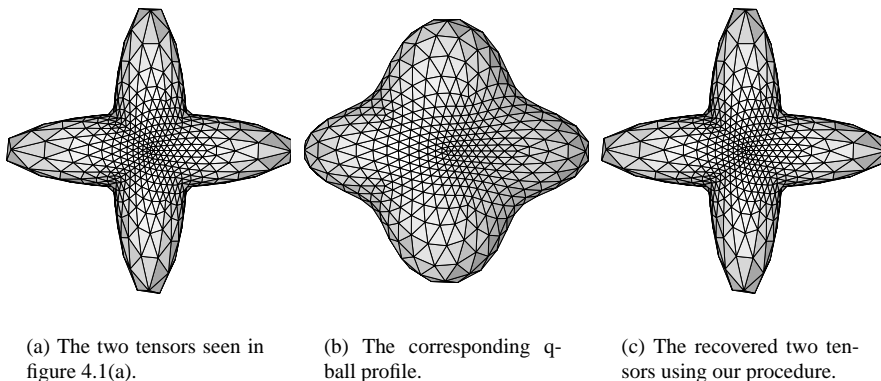 (a) The two tensors seen in
figure 4.1(a).
(b) The corresponding q-
ball profile.
(c) The recovered two ten-
sors using our procedure.